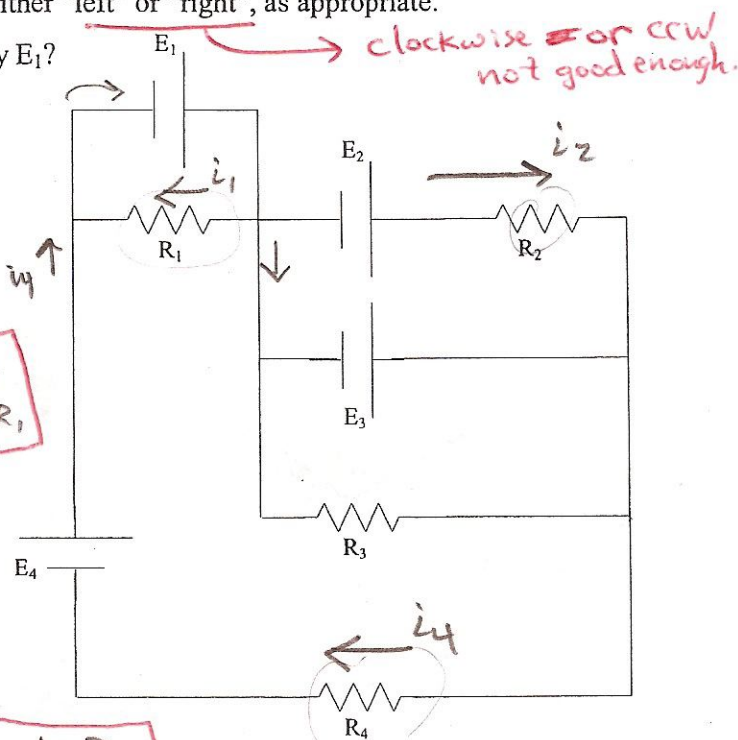 either "left" or "right", as appropriate.
y E₁?
clockwise or ccw
not good enough.
E₁
E₂
i₂
i₁
R₁
R₂
i₄
R₁
E₃
R₃
E₄
i₄
R₄